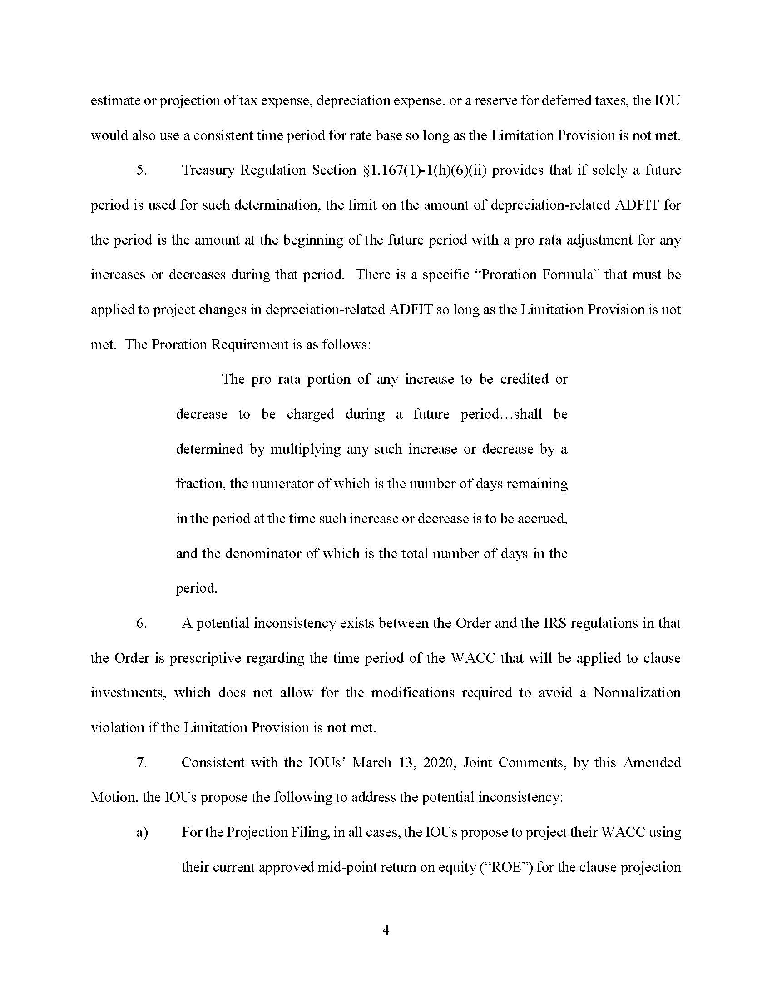 estimate or projection of tax expense, depreciation expense, or a reserve for deferred taxes, the IOU
would also use a consistent time period for rate base so long as the Limitation Provision is not met.
5. Treasury Regulation Section §1.167(1)-1(h)(6)(ii) provides that if solely a future
period is used for such determination, the limit on the amount of depreciation-related ADFIT for
the period is the amount at the beginning of the future period with a pro rata adjustment for any
increases or decreases during that period. There is a specific “Proration Formula” that must be
applied to project changes in depreciation-related ADFIT so long as the Limitation Provision is not
met. The Proration Requirement is as follows:
The pro rata portion of any increase to be credited or
decrease to be charged during a future period…shall be
determined by multiplying any such increase or decrease by a
fraction, the numerator of which is the number of days remaining
in the period at the time such increase or decrease is to be accrued,
and the denominator of which is the total number of days in the
period.
6. A potential inconsistency exists between the Order and the IRS regulations in that
the Order is prescriptive regarding the time period of the WACC that will be applied to clause
investments, which does not allow for the modifications required to avoid a Normalization
violation if the Limitation Provision is not met.
7. Consistent with the IOUs’ March 13, 2020, Joint Comments, by this Amended
Motion, the IOUs propose the following to address the potential inconsistency:
a) For the Projection Filing, in all cases, the IOUs propose to project their WACC using
their current approved mid-point return on equity (“ROE”) for the clause projection
4